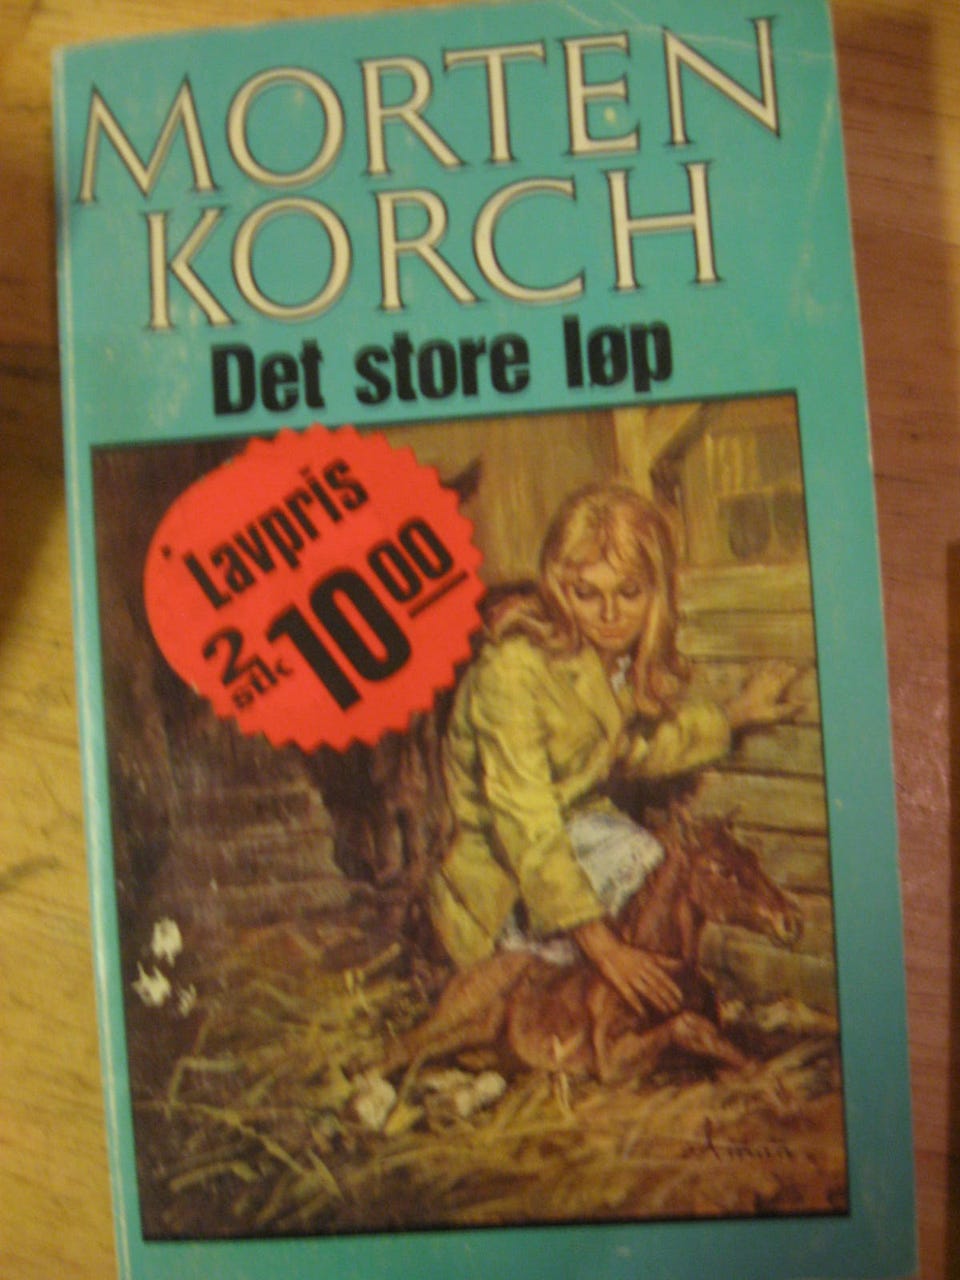 MORTEN
KORCH
Det store løp
Lavpris
2 stk 10 00